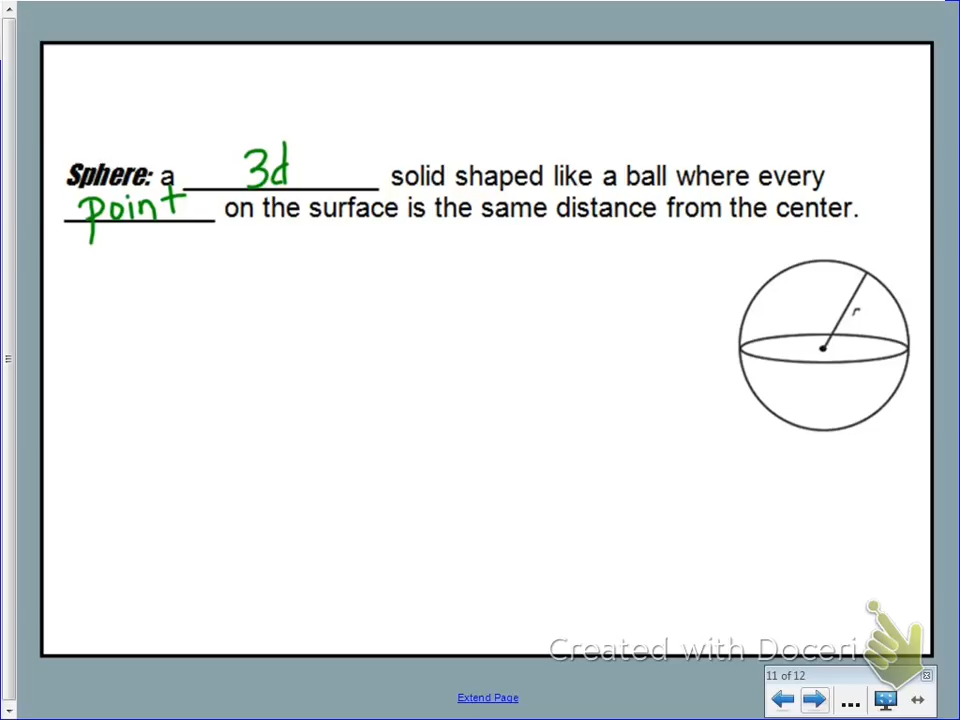 Sphere: a 3d solid shaped like a ball where every
point on the surface is the same distance from the center.
r
Created with Doceri
11 of 12
Extend Page